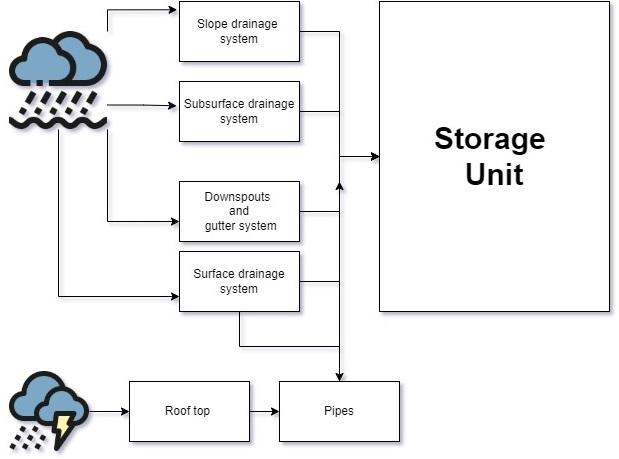 Slope drainage
system
Subsurface drainage
system
Downspouts
and
gutter system
Surface drainage
system
Storage
Unit
Roof top
Pipes